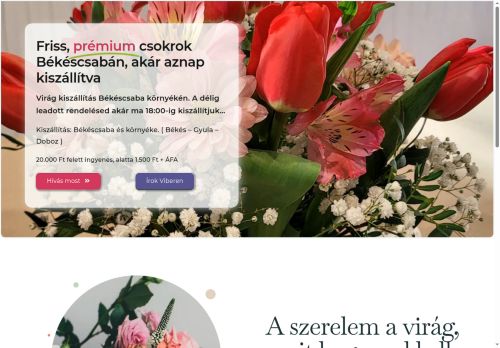 Friss, prémium csokrok
Békéscsabán, akár aznap
kiszállítva
Virág kiszállítás Békéscsaba környékén. A délig
leadott rendelésed akár ma 18:00-ig kiszállítjuk...
Kiszállítás: Békéscsaba és környéke. ( Békés – Gyula –
Doboz )
20.000 Ft felett ingyenes, alatta 1.500 Ft + ÁFA
Hívás most »
Írok Viberen
A szerelem a virág,